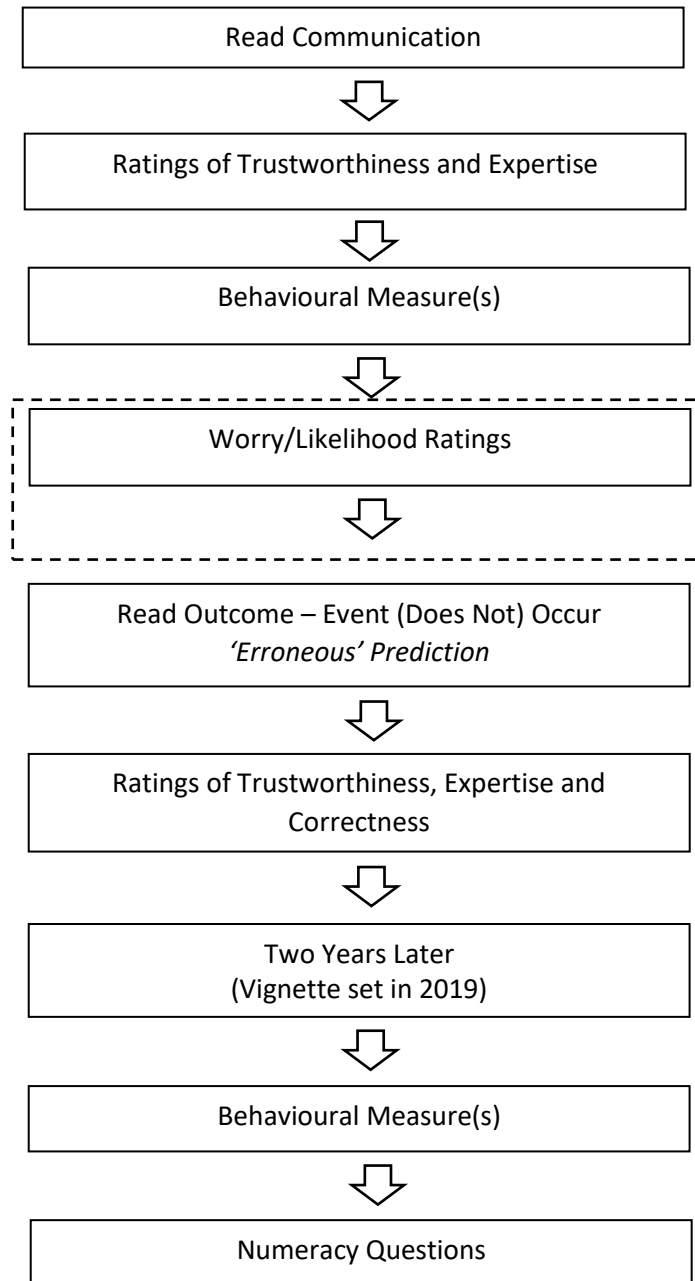 Read Communication
Ratings of Trustworthiness and Expertise
Behavioural Measure(s)
Worry/Likelihood Ratings
Read Outcome – Event (Does Not) Occur
‘Erroneous’ Prediction
Ratings of Trustworthiness, Expertise and
Correctness
Two Years Later
(Vignette set in 2019)
Behavioural Measure(s)
Numeracy Questions